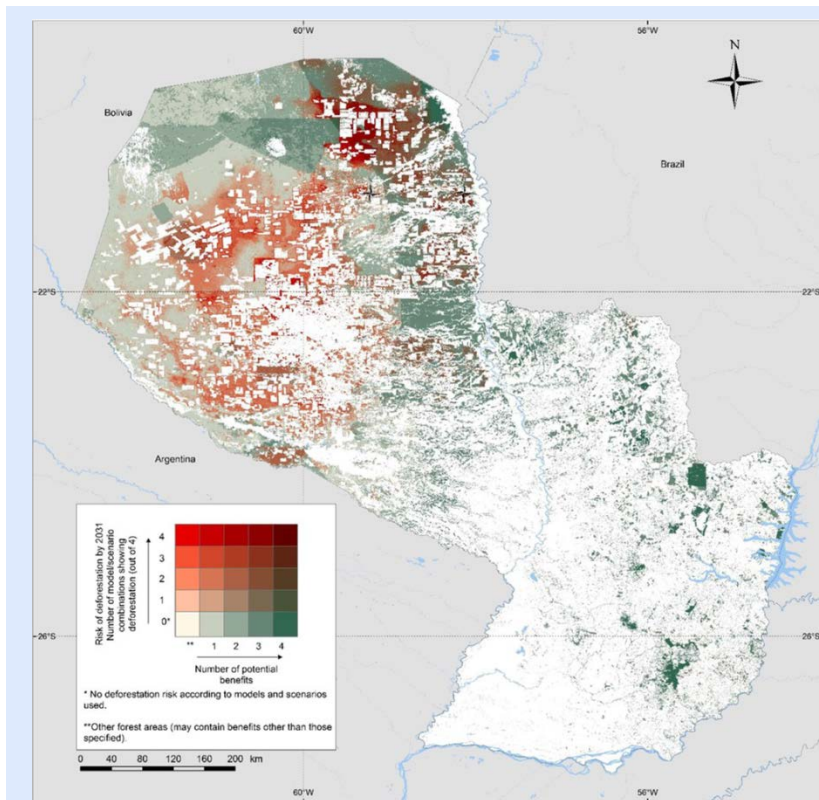 60°W
56°W
N
Bolivia
Brazil
22°S
22°S
Argentina
Risk of deforestation by 2031
Number of model/scenario
combinations showing
deforestation (out of 4)
4
3
2
1
0*
**
1
2
3
4
Number of potential
benefits
* No deforestation risk according to models and scenarios
used.
**Other forest areas (may contain benefits other than those
specified).
0 40 80 120 160 200 km
26°S
26°S
60°W
56°W